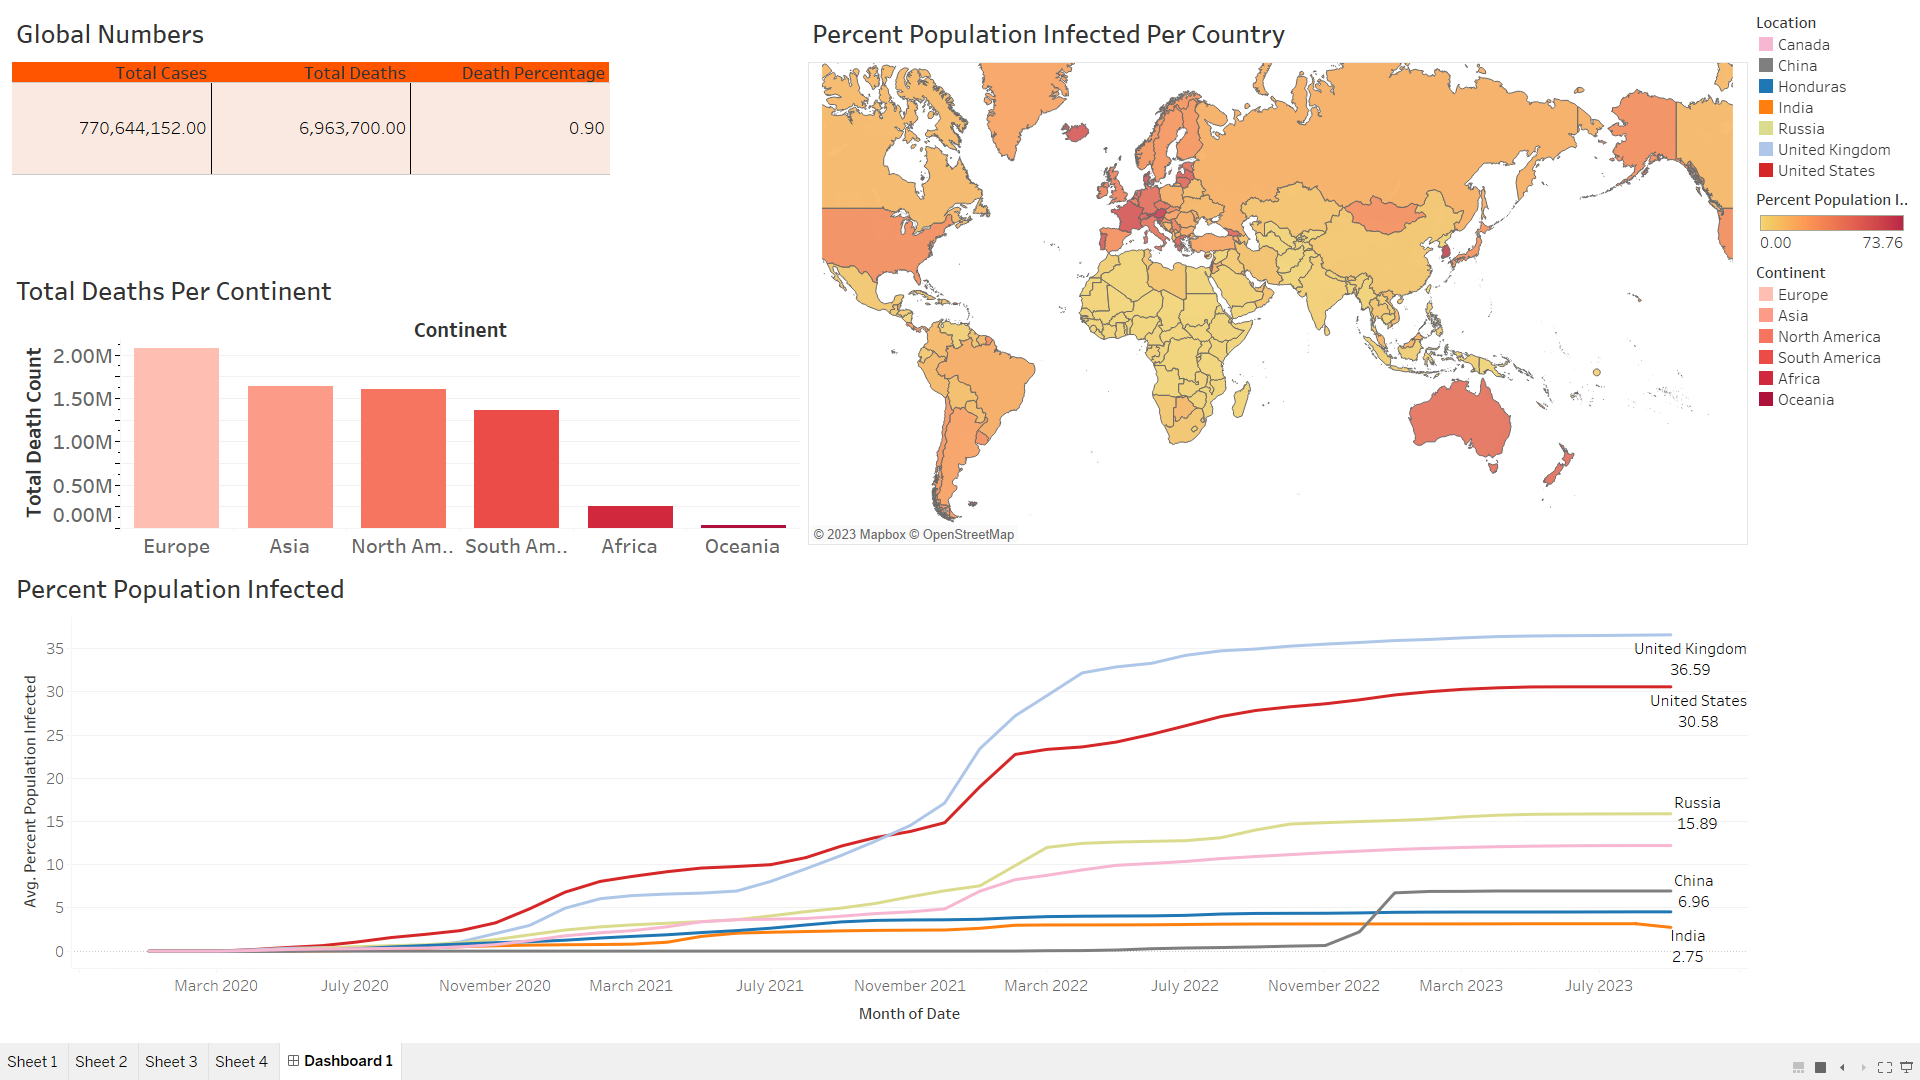 Global Numbers
Total Cases Total Deaths Death Percentage
770,644,152.00 6,963,700.00 0.90
Percent Population Infected Per Country
© 2023 Mapbox © OpenStreetMap
Location
Canada
China
Honduras
India
Russia
United Kingdom
United States
Percent Population I..
0.00 73.76
Continent
Europe
Asia
North America
South America
Africa
Oceania
Total Deaths Per Continent
Continent
Total Death Count
2.00M
1.50M
1.00M
0.50M
0.00M
Europe Asia North Am.. South Am.. Africa Oceania
Percent Population Infected
Avg. Percent Population Infected
35
30
25
20
15
10
5
0
United Kingdom
36.59
United States
30.58
Russia
15.89
China
6.96
India
2.75
March 2020 July 2020 November 2020 March 2021 July 2021 November 2021 March 2022 July 2022 November 2022 March 2023 July 2023
Month of Date
Sheet 1 Sheet 2 Sheet 3 Sheet 4 Dashboard 1